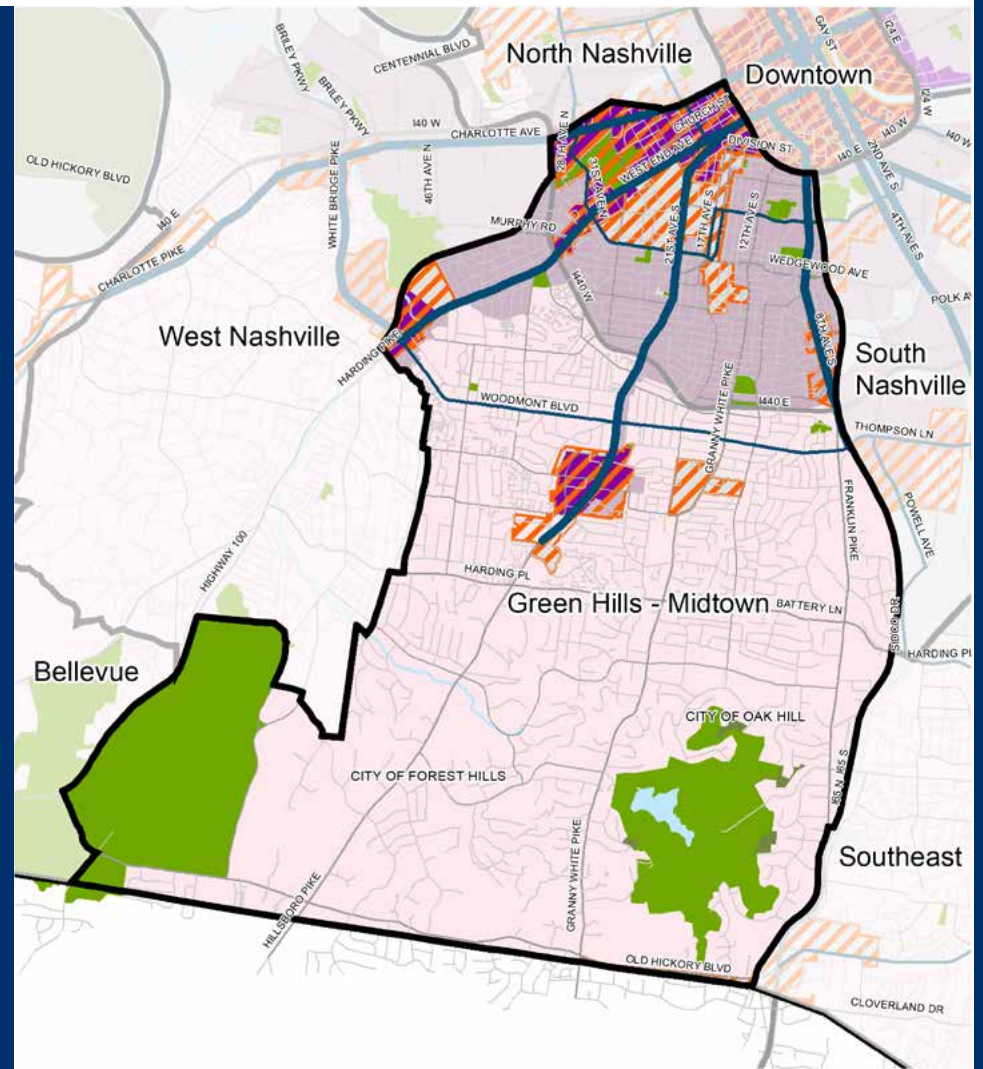 GAY ST
I24 E
BRILEY PKWY
CENTENNIAL BLVD
North Nashville
Downtown
BRILEY PKWY
I24 W
I40 W
CHARLOTTE AVE
28TH AVE N
CHURCH ST
DIVISION ST
I40 W
I40 W
I40 E
2ND AVE S
OLD HICKORY BLVD
46TH AVE N
31ST AVE N
WEST END AVE
WHITE BRIDGE PIKE
I40 E
MURPHY RD
21ST AVE S
17TH AVE S
12TH AVE S
4TH AVE S
CHARLOTTE PIKE
I440 W
WEDGEWOOD AVE
POLK A
West Nashville
HARDING PIKE
8TH AVE S
South
Nashville
WOODMONT BLVD
GRANNY WHITE PIKE
I440 E
THOMPSON LN
FRANKLIN PIKE
POWELL AVE
HIGHWAY 100
HARDING PL
Green Hills - Midtown
BATTERY LN
SIDCO DR
HARDING PL
Bellevue
CITY OF OAK HILL
CITY OF FOREST HILLS
I65 N I65 S
GRANNY WHITE PIKE
Southeast
HILLSBORO PIKE
OLD HICKORY BLVD
CLOVERLAND DR